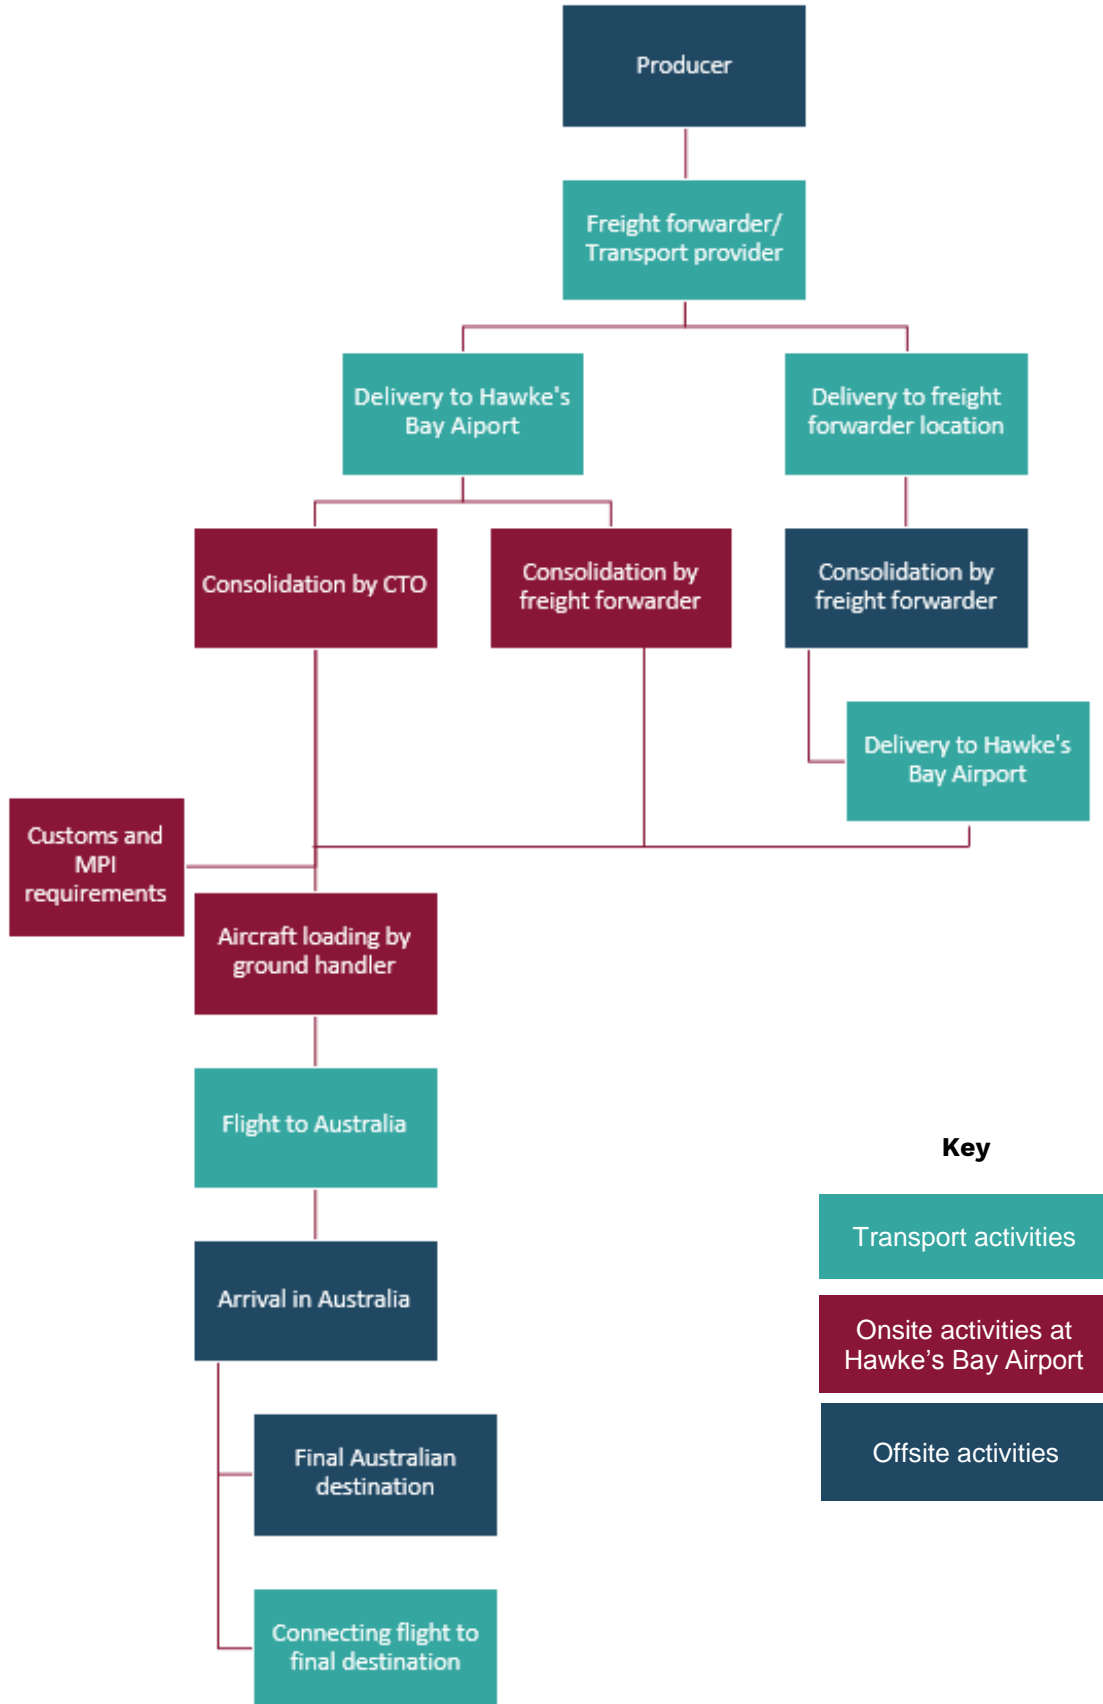 Producer
Freight forwarder/
Transport provider
Delivery to Hawke's
Bay Aiport
Delivery to freight
forwarder location
Consolidation by CTO
Consolidation by
freight forwarder
Consolidation by
freight forwarder
Delivery to Hawke's
Bay Airport
Customs and
MPI
requirements
Aircraft loading by
ground handler
Flight to Australia
Arrival in Australia
Final Australian
destination
Connecting flight to
final destination
Key
Transport activities
Onsite activities at
Hawke’s Bay Airport
Offsite activities